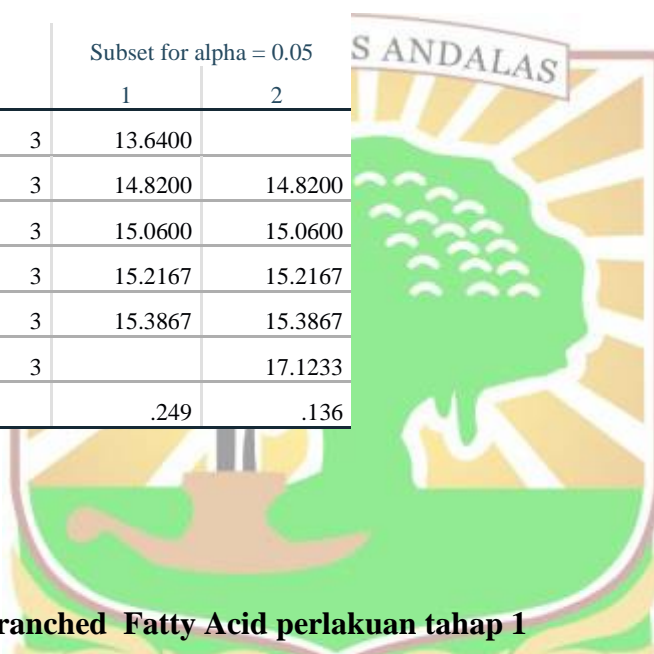 Subset for alpha = 0.05
1 2
3 13.6400
3 14.8200 14.8200
3 15.0600 15.0600
3 15.2167 15.2167
3 15.3867 15.3867
3 17.1233
.249 .136
S ANDALAS
ranched Fatty Acid perlakuan tahap 1